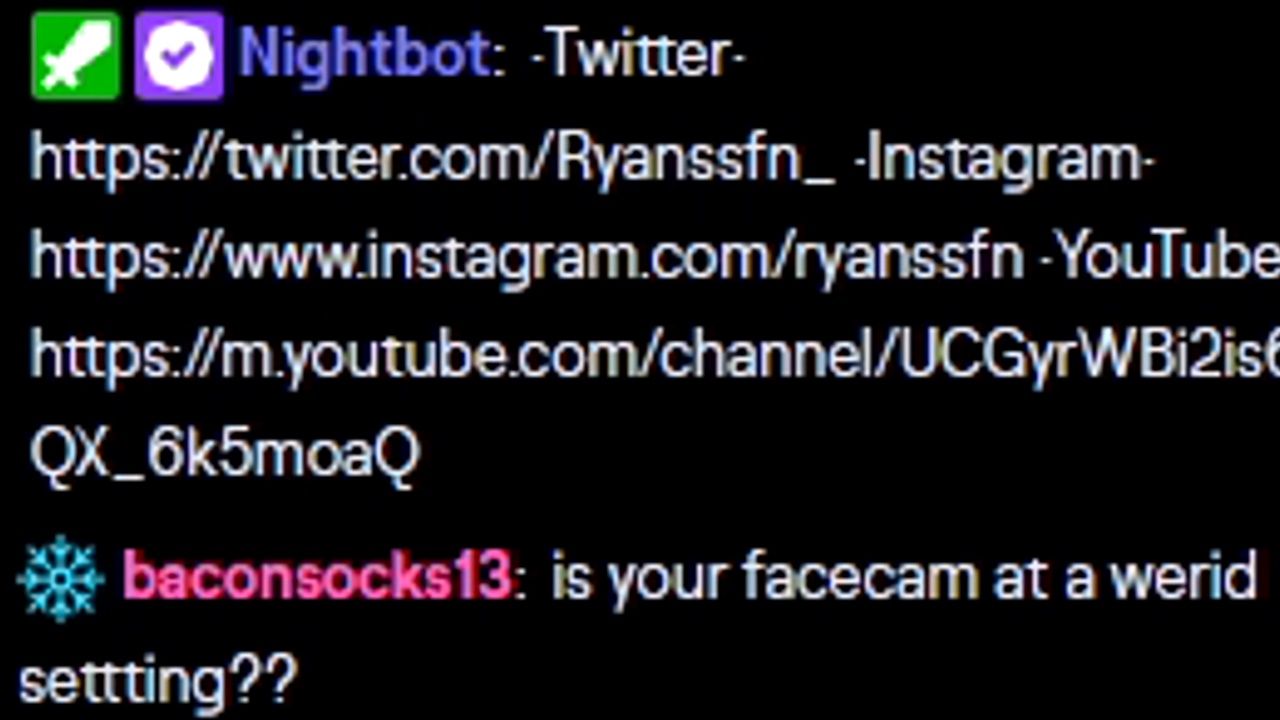 Nightbot: -Twitter-
https://twitter.com/Ryanssfn_ -Instagram-
https://www.instagram.com/ryanssfn -YouTube
https://m.youtube.com/channel/UCGyrWBi2is6
QX_6k5moaQ
baconsocks13: is your facecam at a werid
settting??